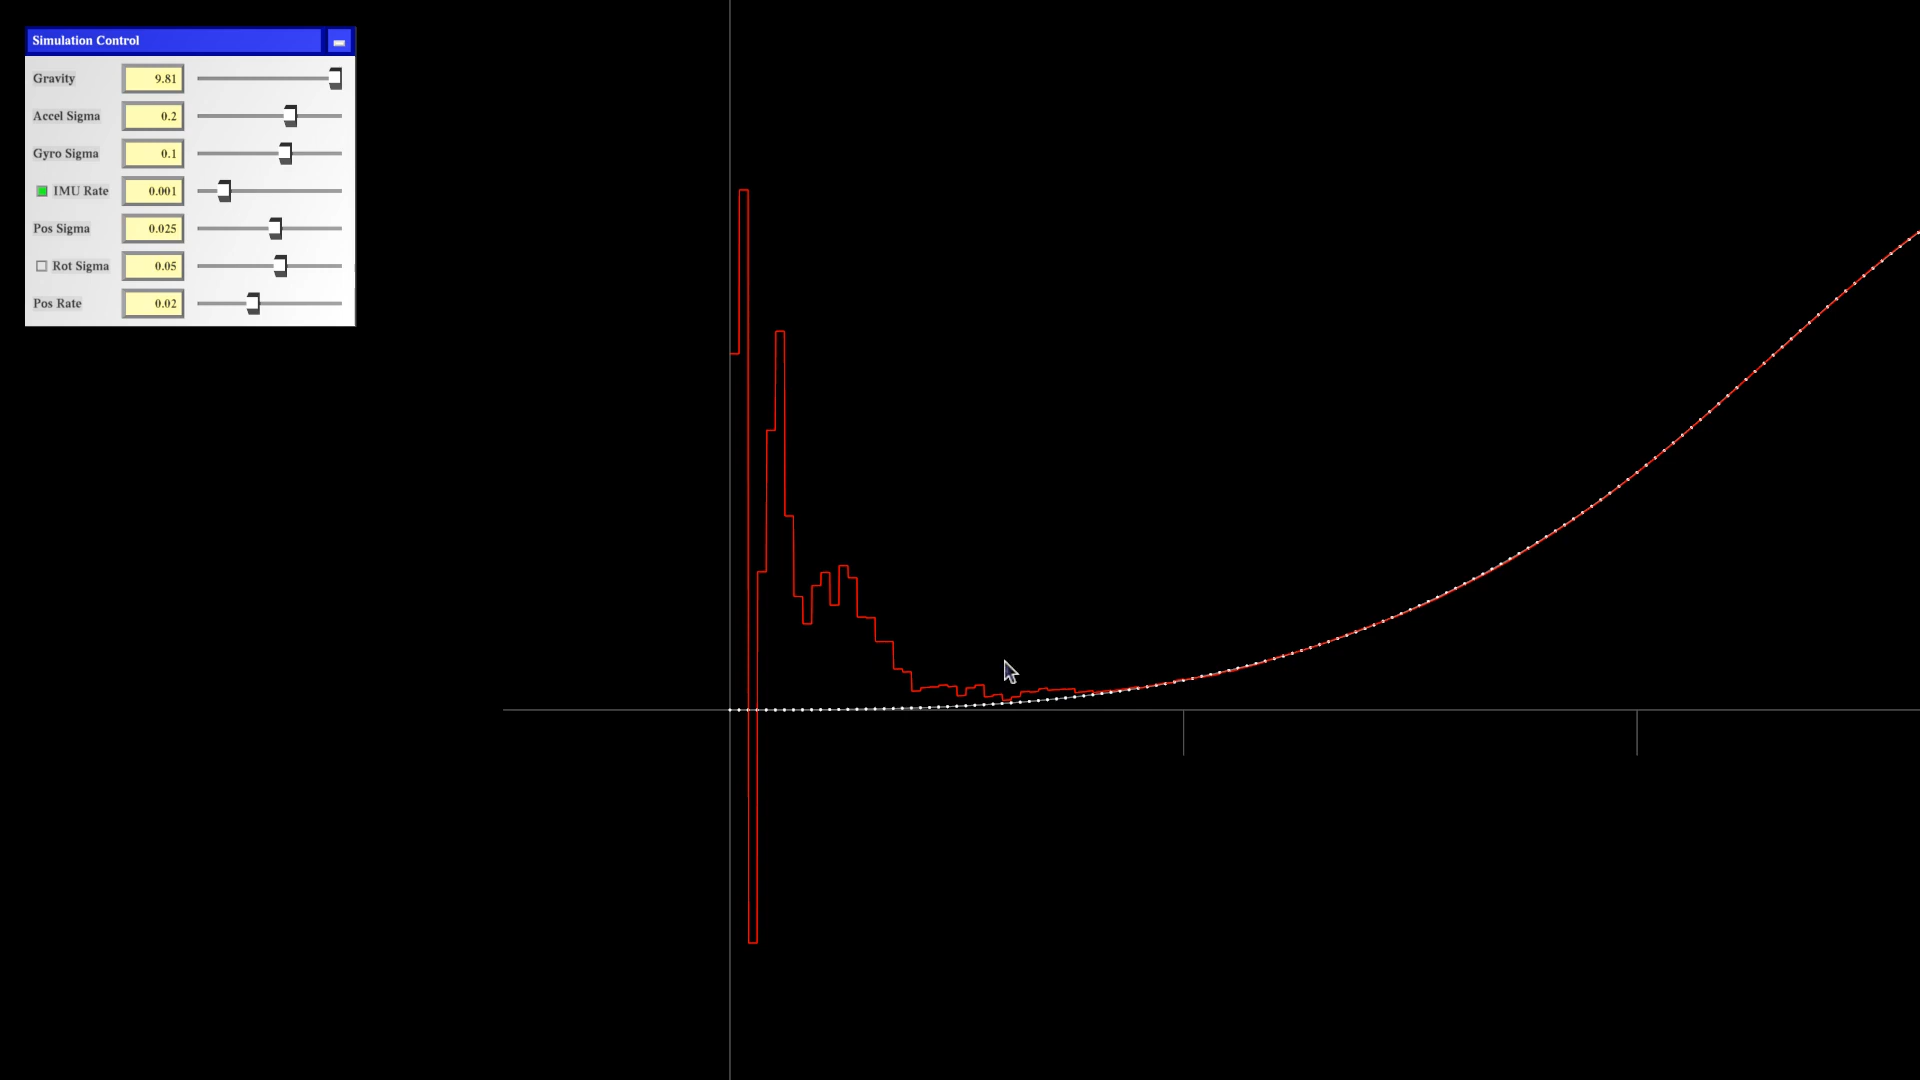 Simulation Control
Gravity 9.81
Accel Sigma 0.2
Gyro Sigma 0.1
IMU Rate 0.001
Pos Sigma 0.025
Rot Sigma 0.05
Pos Rate 0.02